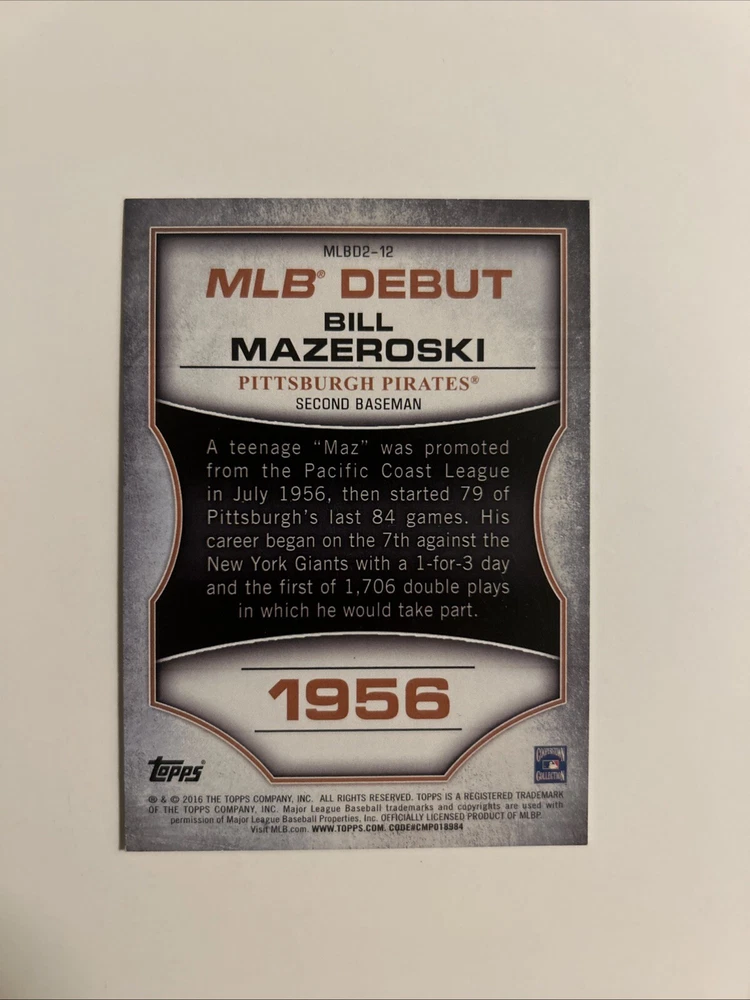 MLBD2-12
MLB® DEBUT
BILL
MAZEROSKI
PITTSBURGH PIRATES®
SECOND BASEMAN
A teenage “Maz” was promoted
from the Pacific Coast League
in July 1956, then started 79 of
Pittsburgh’s last 84 games. His
career began on the 7th against the
New York Giants with a 1-for-3 day
and the first of 1,706 double plays
in which he would take part.
1956
topps®
COOPERSTOWN
COLLECTION
® & © 2016 THE TOPPS COMPANY, INC. ALL RIGHTS RESERVED. TOPPS IS A REGISTERED TRADEMARK
OF THE TOPPS COMPANY, INC. Major League Baseball trademarks and copyrights are used with
permission of Major League Baseball Properties, Inc. OFFICIALLY LICENSED PRODUCT OF MLBP.
Visit MLB.com. WWW.TOPPS.COM. CODE#CMP018984